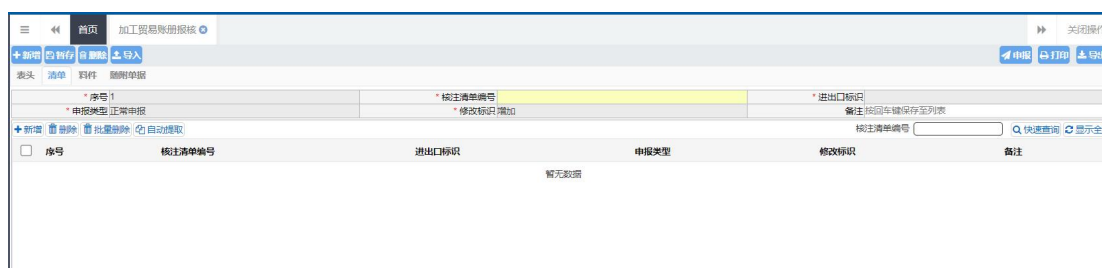 首页 加工贸易账册报核 关闭操作
+新增 暂存 删除 导入 申报 打印 导出
表头 清单 料件 随附单据
* 序号 1 * 核注清单编号 * 进出口标识
* 申报类型 正常申报 * 修改标识 增加 备注 按回车键保存至列表
+新增 删除 批量删除 自动提取 核注清单编号 快速查询 显示全
序号 核注清单编号 进出口标识 申报类型 修改标识 备注
暂无数据